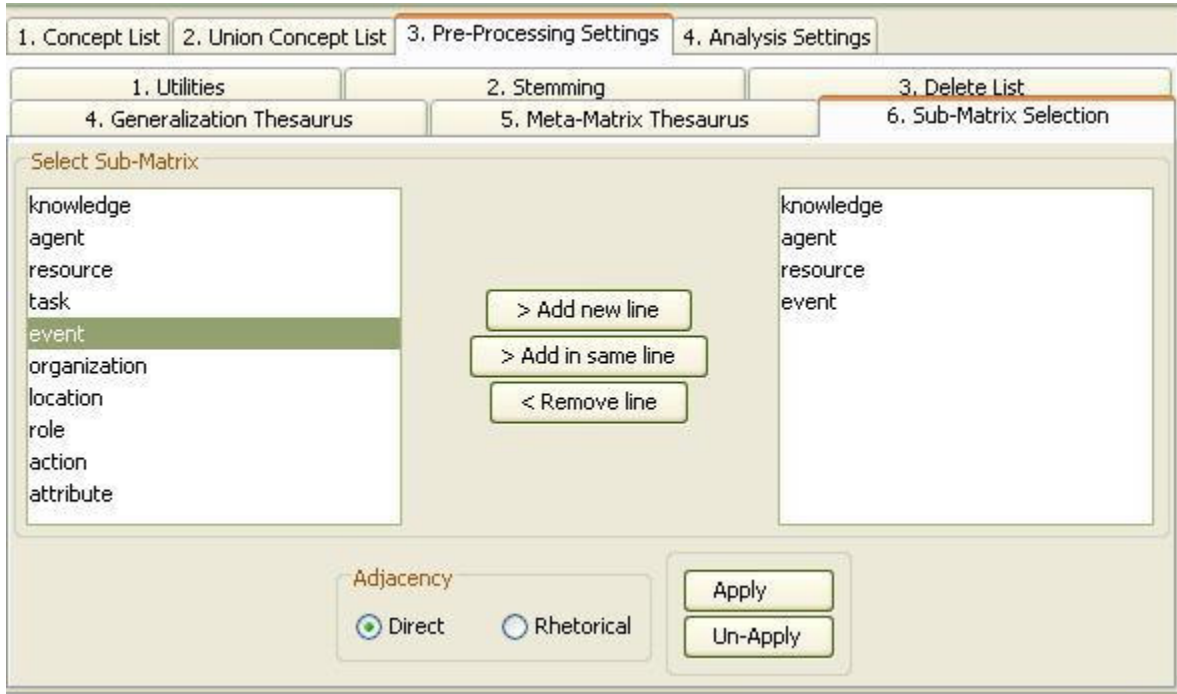 1. Concept List 2. Union Concept List 3. Pre-Processing Settings 4. Analysis Settings
1. Utilities 2. Stemming 3. Delete List
4. Generalization Thesaurus 5. Meta-Matrix Thesaurus 6. Sub-Matrix Selection
Select Sub-Matrix
knowledge
agent
resource
task
event
organization
location
role
action
attribute
> Add new line
> Add in same line
< Remove line
knowledge
agent
resource
event
Adjacency
Direct Rhetorical
Apply
Un-Apply